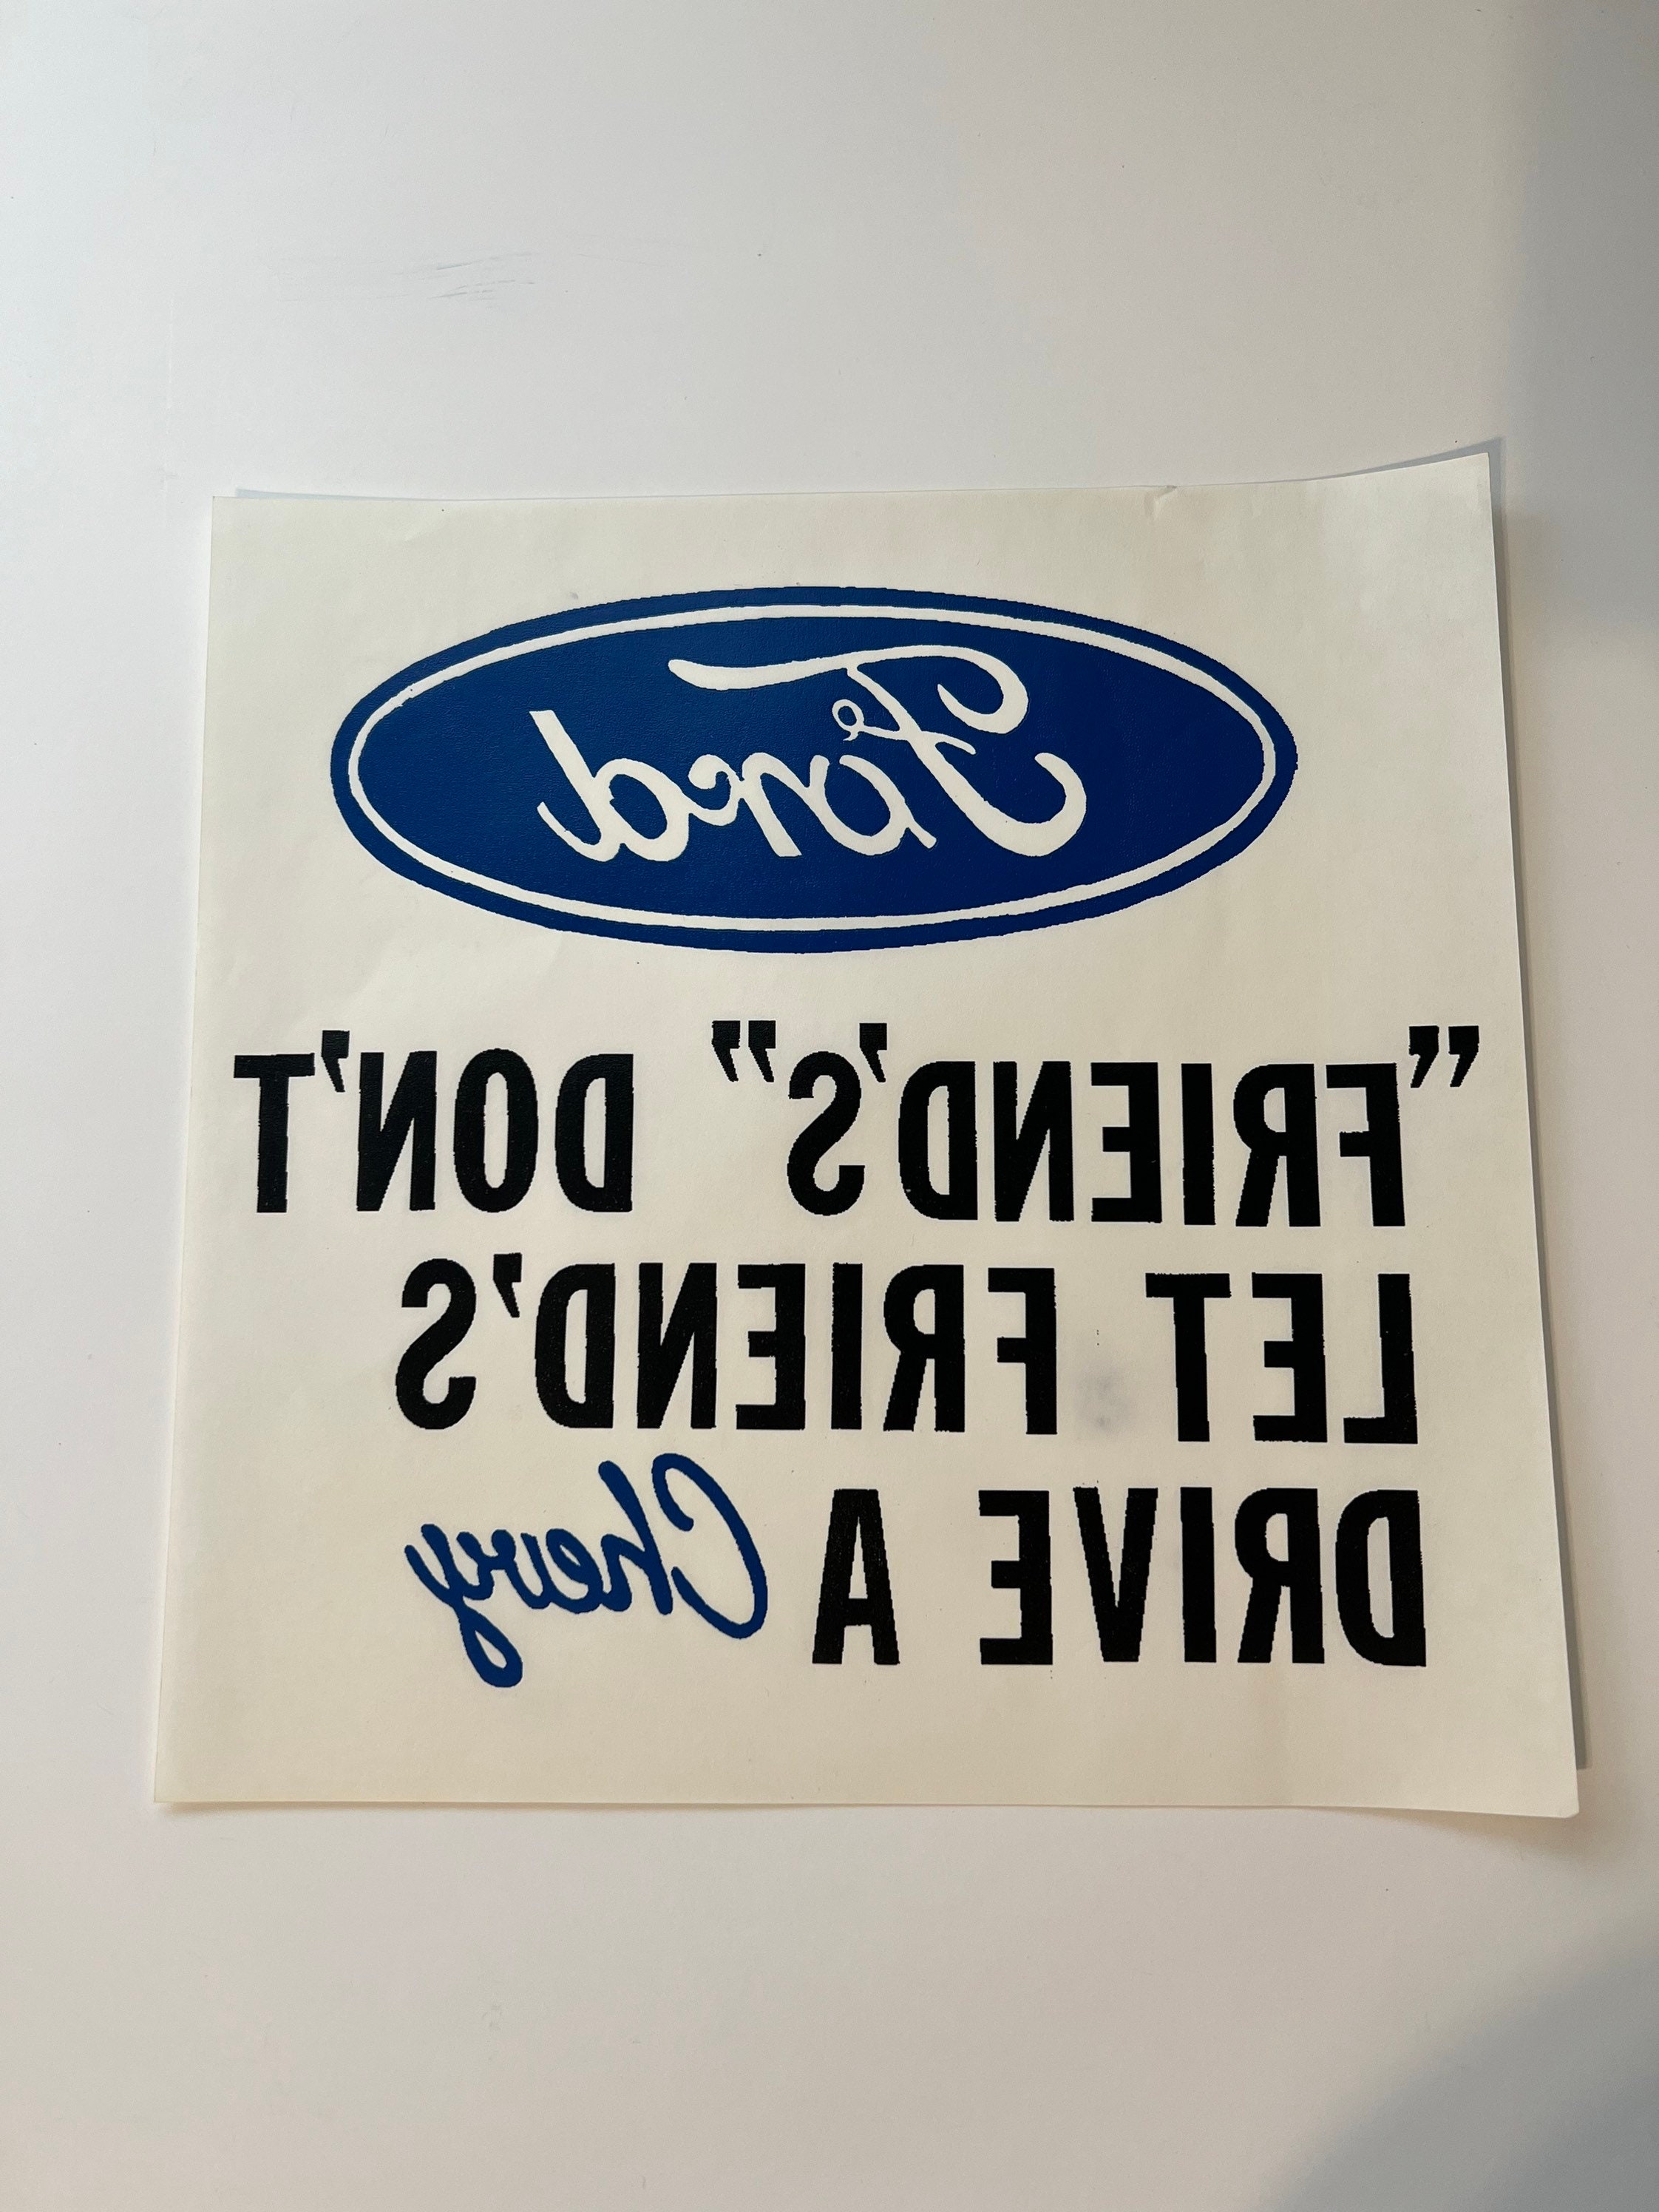 Ford
"FRIEND'S" DON'T
LET FRIEND'S
DRIVE A Chevy